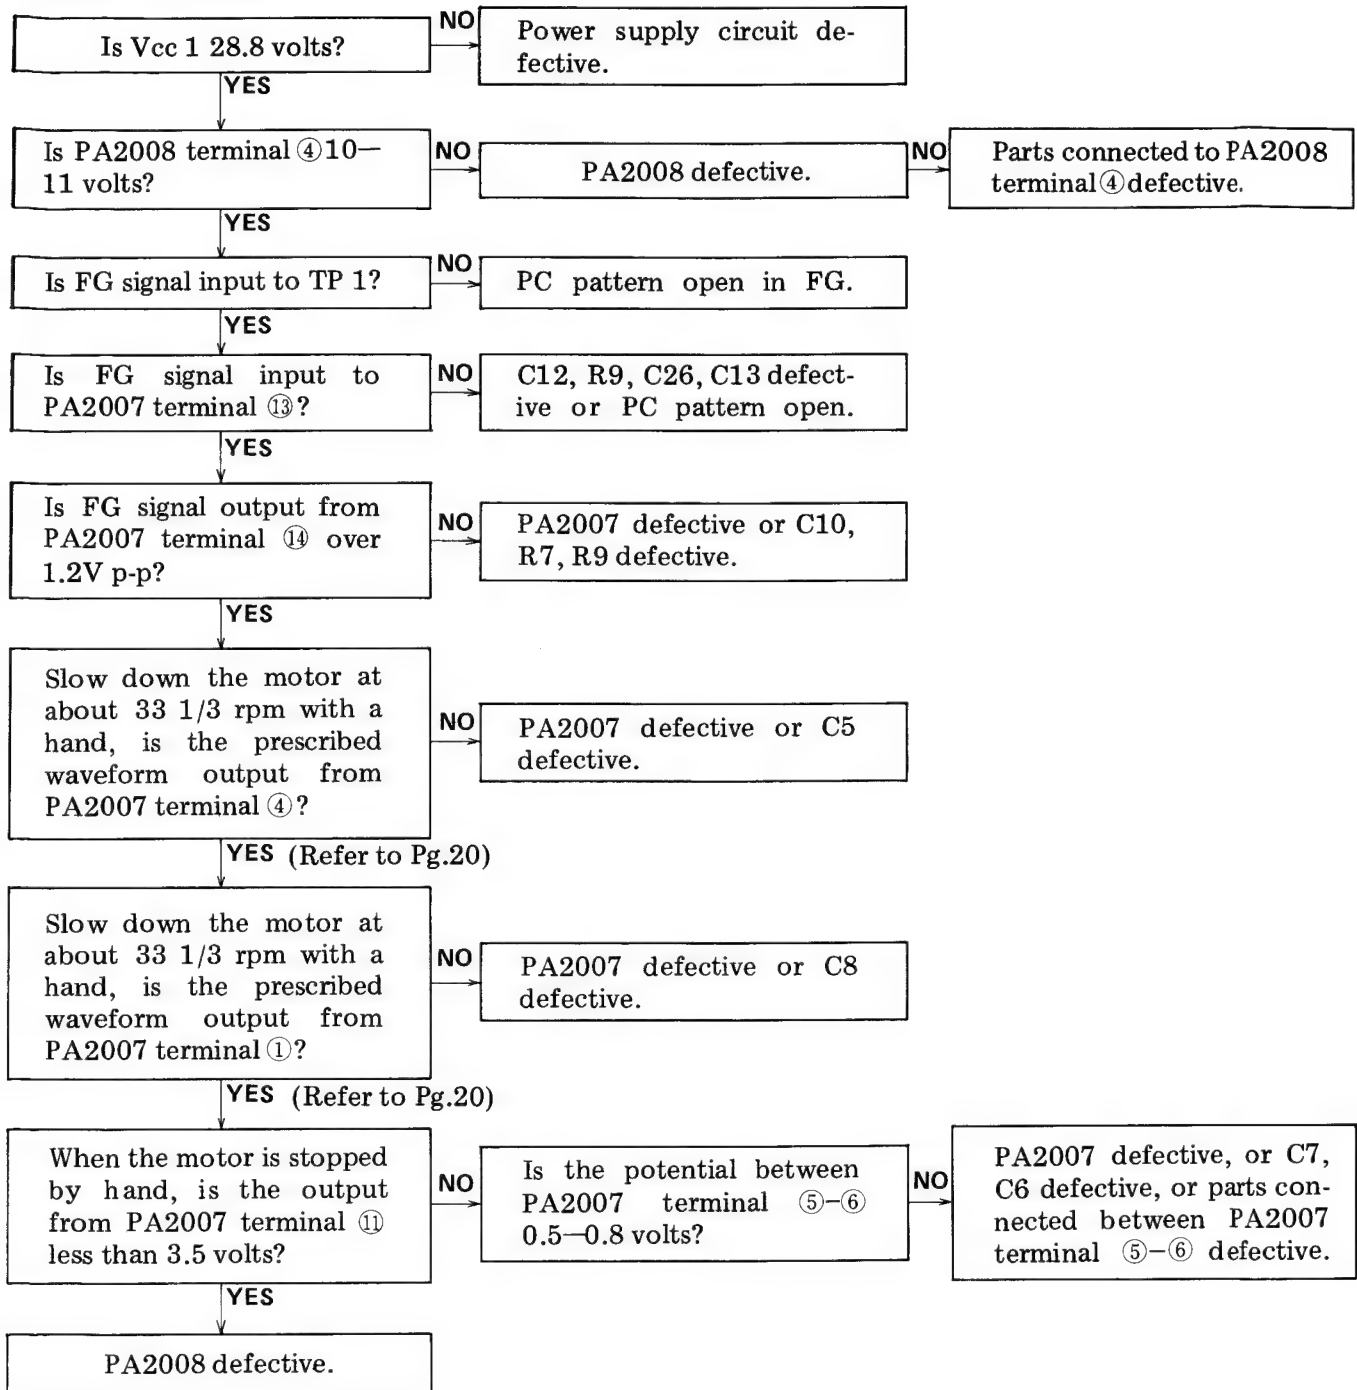 Is Vcc 1 28.8 volts?
NO
Power supply circuit de-
fective.
YES
Is PA2008 terminal ④10—
11 volts?
NO
PA2008 defective.
NO
Parts connected to PA2008
terminal④defective.
YES
Is FG signal input to TP 1?
NO
PC pattern open in FG.
YES
Is FG signal input to
PA2007 terminal ⑬?
NO
C12, R9, C26, C13 defect-
ive or PC pattern open.
YES
Is FG signal output from
PA2007 terminal ⑭ over
1.2V p-p?
NO
PA2007 defective or C10,
R7, R9 defective.
YES
Slow down the motor at
about 33 1/3 rpm with a
hand, is the prescribed
waveform output from
PA2007 terminal ④?
NO
PA2007 defective or C5
defective.
YES (Refer to Pg.20)
Slow down the motor at
about 33 1/3 rpm with a
hand, is the prescribed
waveform output from
PA2007 terminal ①?
NO
PA2007 defective or C8
defective.
YES (Refer to Pg.20)
When the motor is stopped
by hand, is the output
from PA2007 terminal ⑪
less than 3.5 volts?
NO
Is the potential between
PA2007 terminal ⑤-⑥
0.5—0.8 volts?
NO
PA2007 defective, or C7,
C6 defective, or parts con-
nected between PA2007
terminal ⑤-⑥ defective.
YES
PA2008 defective.